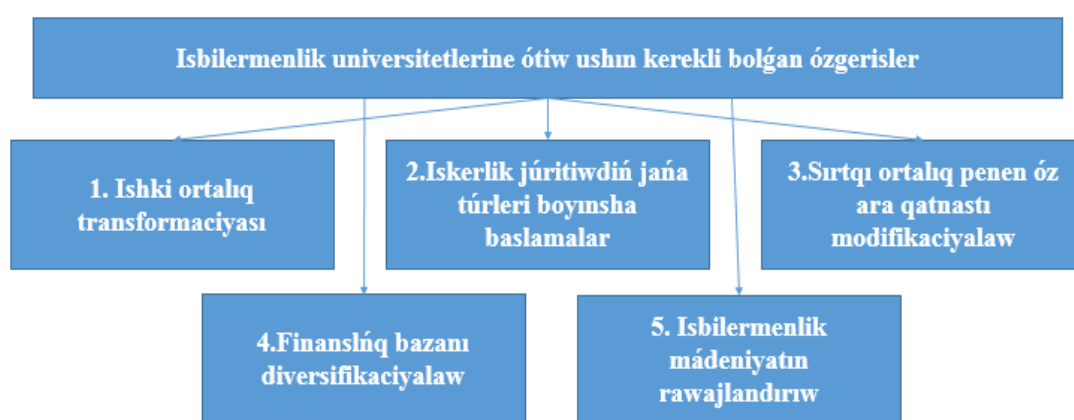 Isbilermenlik universitetlerine ótiw ushın kerekli bolǵan ózgerisler
1. Ishki ortalıq
transformaciyası
2.Iskerlik júritiwdiń jańa
túrleri boyınsha
baslamalar
3.Sırtqı ortalıq penen óz
ara qatnastı
modifikaciyalaw
4.Finanslńq bazanı
diversifikaciyalaw
5. Isbilermenlik
mádeniyatın
rawajlandırıw